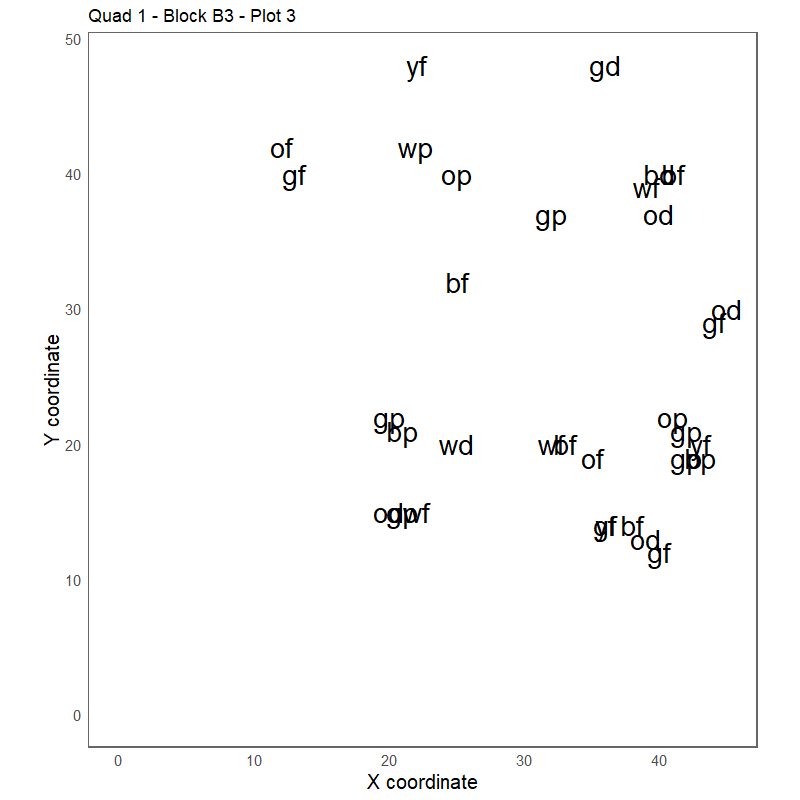 Quad 1 - Block B3 - Plot 3
50
yf
gd
of
wp
gf
op
bd
bf
40
wf
gp
od
bf
od
30
gf
gp
op
bp
gp
Y coordinate
wd
bf
yf
20
of
gp
bp
gp
wf
gf
yf
bf
od
gf
10
0
0 10 20 30 40
X coordinate